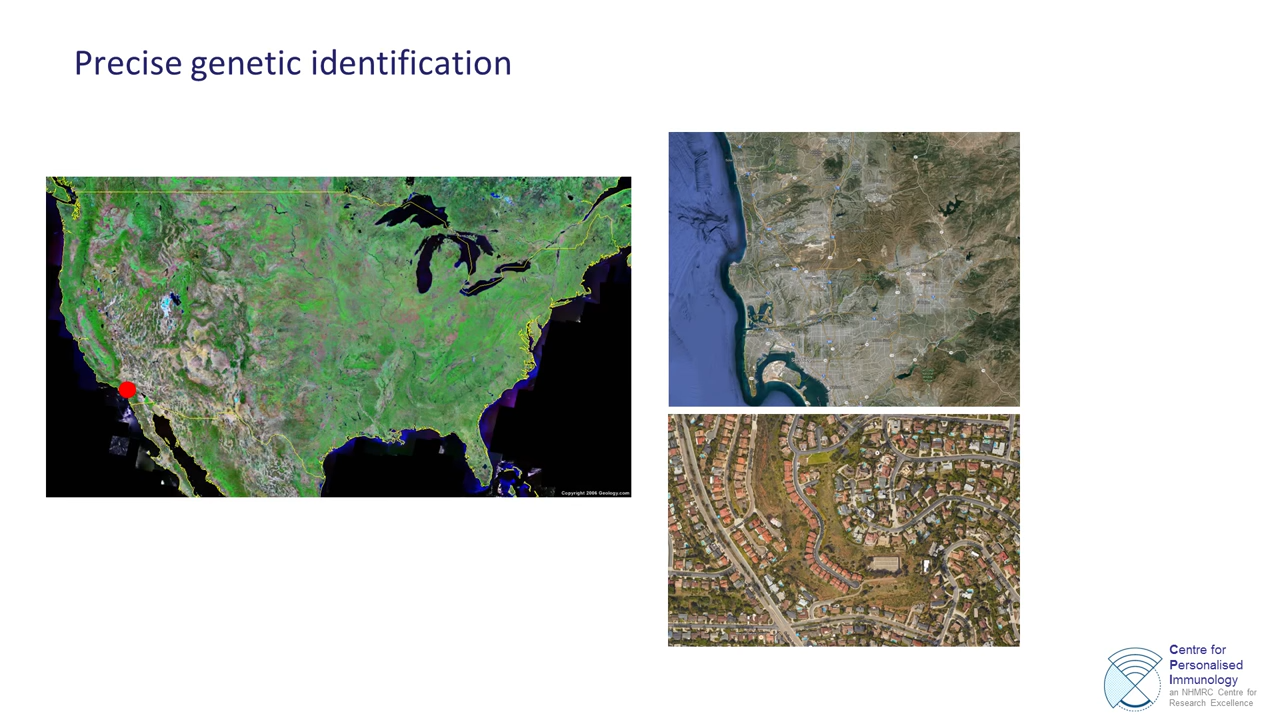 Precise genetic identification
Copyright 2006 Geology.com
Centre for
Personalised
Immunology
an NHMRC Centre for
Research Excellence